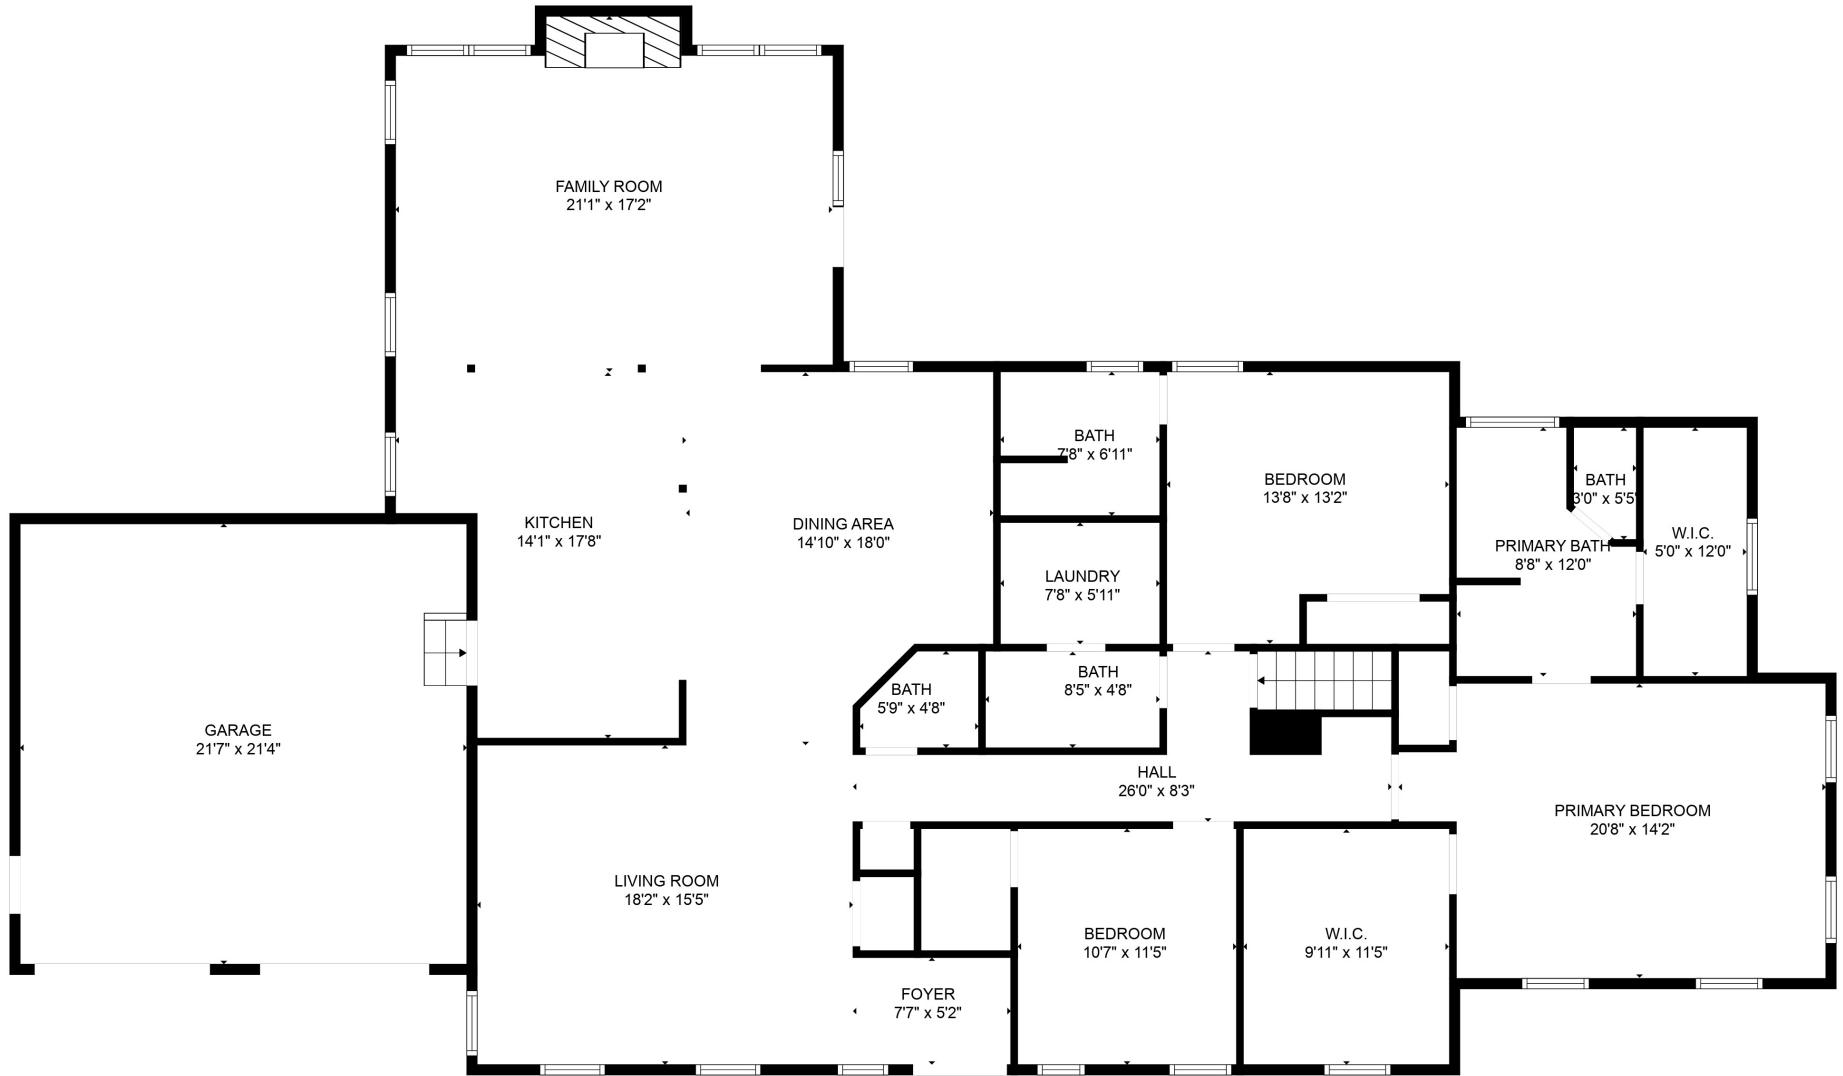 FAMILY ROOM
21'1" x 17'2"
BATH
7'8" x 6'11"
BEDROOM
13'8" x 13'2"
BATH
3'0" x 5'5"
KITCHEN
14'1" x 17'8"
DINING AREA
14'10" x 18'0"
W.I.C.
5'0" x 12'0"
PRIMARY BATH
8'8" x 12'0"
LAUNDRY
7'8" x 5'11"
BATH
8'5" x 4'8"
BATH
5'9" x 4'8"
GARAGE
21'7" x 21'4"
HALL
26'0" x 8'3"
PRIMARY BEDROOM
20'8" x 14'2"
LIVING ROOM
18'2" x 15'5"
BEDROOM
10'7" x 11'5"
W.I.C.
9'11" x 11'5"
FOYER
7'7" x 5'2"